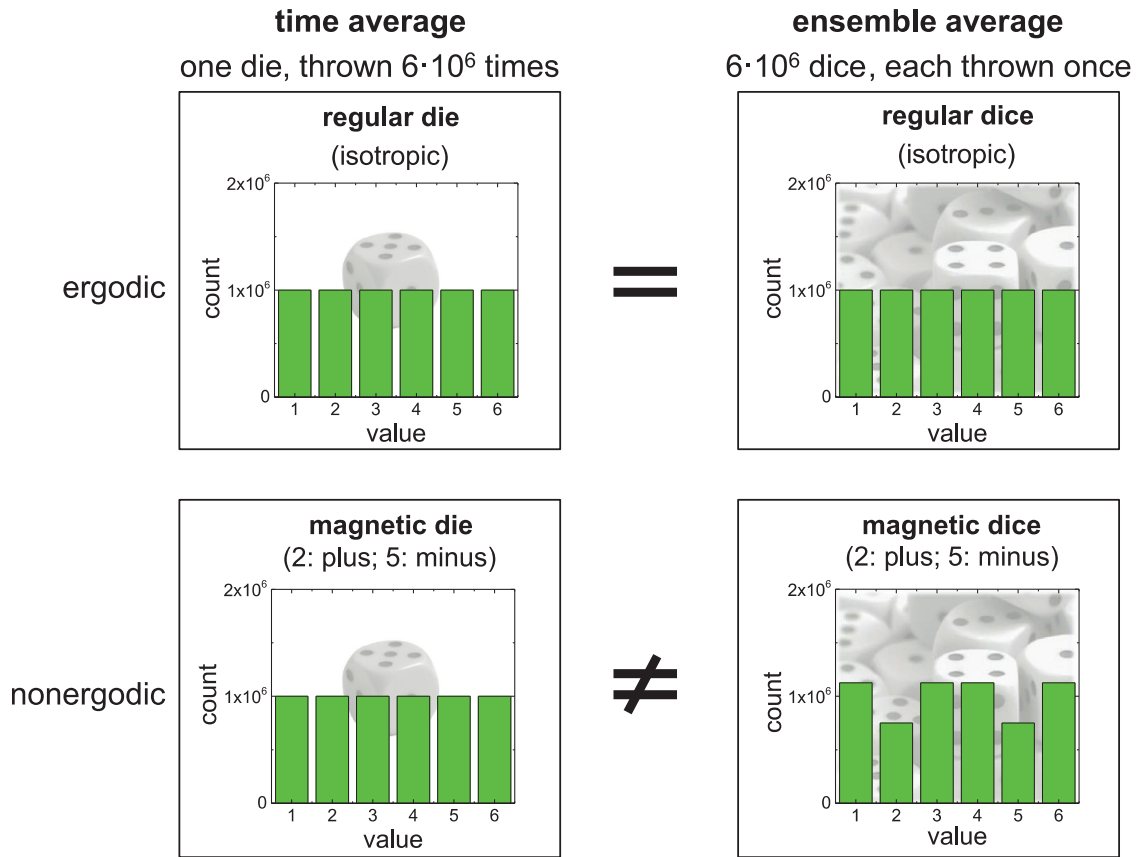 time average
one die, thrown 6·10⁶ times
ensemble average
6·10⁶ dice, each thrown once
ergodic
regular die
(isotropic)
2x10⁶
1x10⁶
0
count
1 2 3 4 5 6
value
=
regular dice
(isotropic)
2x10⁶
1x10⁶
0
count
1 2 3 4 5 6
value
nonergodic
magnetic die
(2: plus; 5: minus)
2x10⁶
1x10⁶
0
count
1 2 3 4 5 6
value
≠
magnetic dice
(2: plus; 5: minus)
2x10⁶
1x10⁶
0
count
1 2 3 4 5 6
value